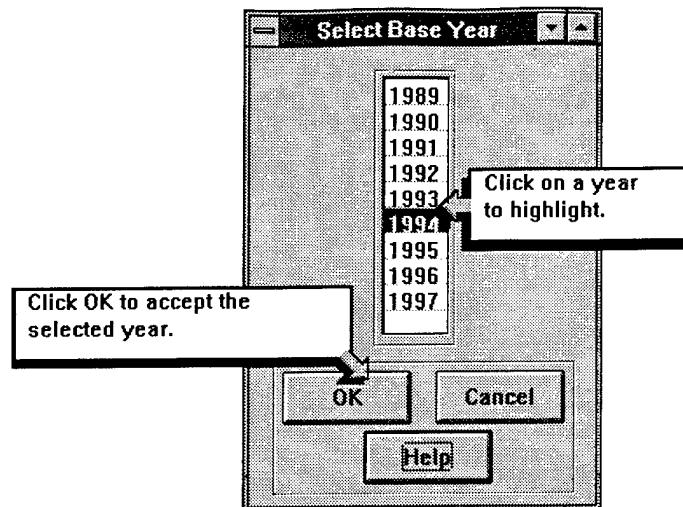 Select Base Year
1989
1990
1991
1992
1993
1994
1995
1996
1997
Click on a year
to highlight.
Click OK to accept the
selected year.
OK
Cancel
Help